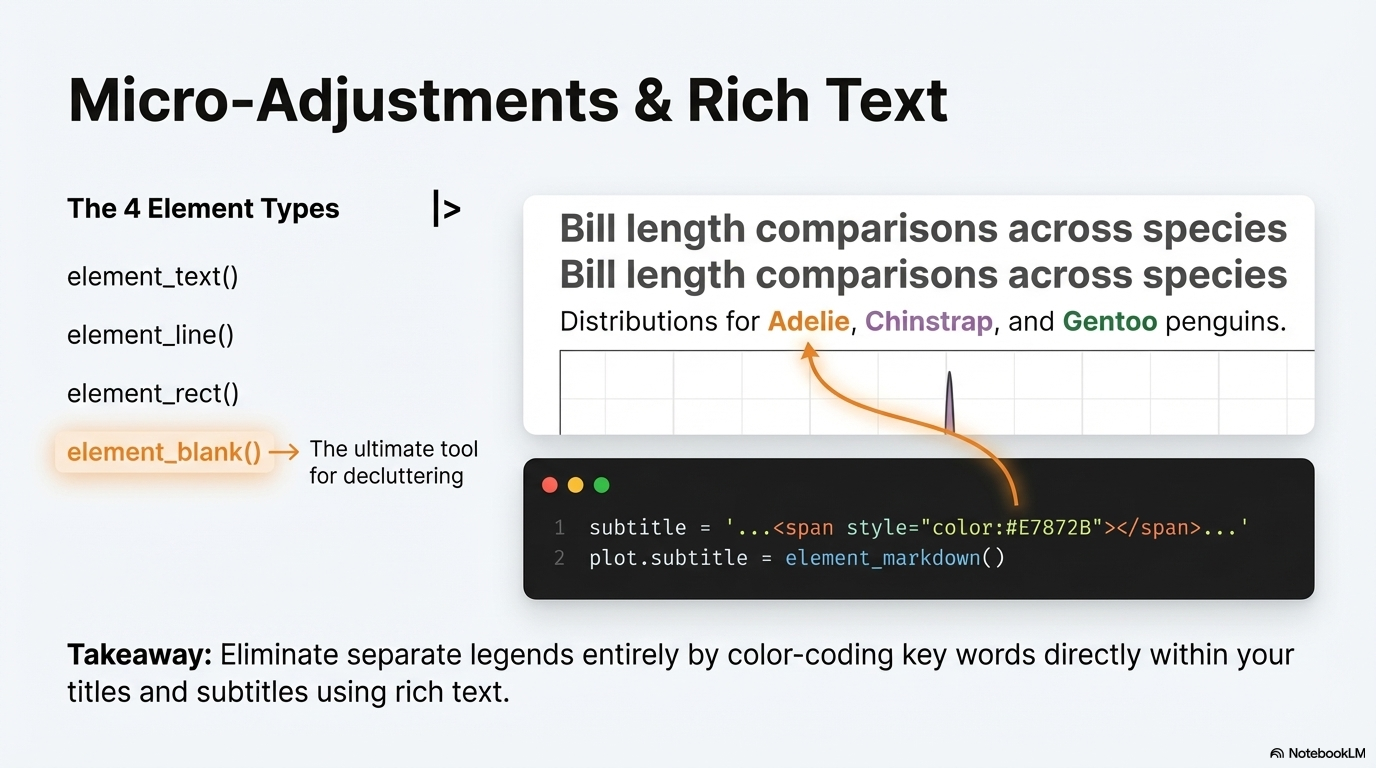 Micro-Adjustments & Rich Text
The 4 Element Types
|>
element_text()
element_line()
element_rect()
element_blank()
The ultimate tool
for decluttering
Bill length comparisons across species
Bill length comparisons across species
Distributions for Adelie, Chinstrap, and Gentoo penguins.
1 subtitle = '...<span style="color:#E7872B"></span>...'
2 plot.subtitle = element_markdown()
Takeaway: Eliminate separate legends entirely by color-coding key words directly within your
titles and subtitles using rich text.
NotebookLM